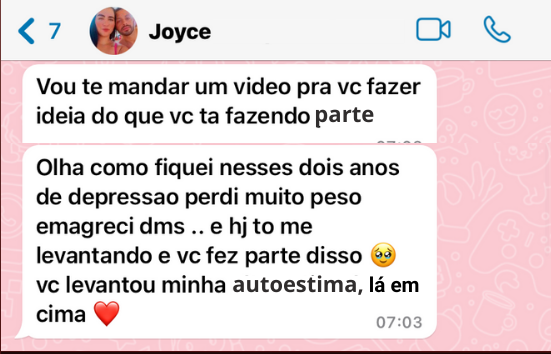 7
Joyce
Vou te mandar um video pra vc fazer
ideia do que vc ta fazendo parte
Olha como fiquei nesses dois anos
de depressao perdi muito peso
emagreci dms .. e hj to me
levantando e vc fez parte disso 🥹
vc levantou minha autoestima, lá em
cima ❤️
07:03